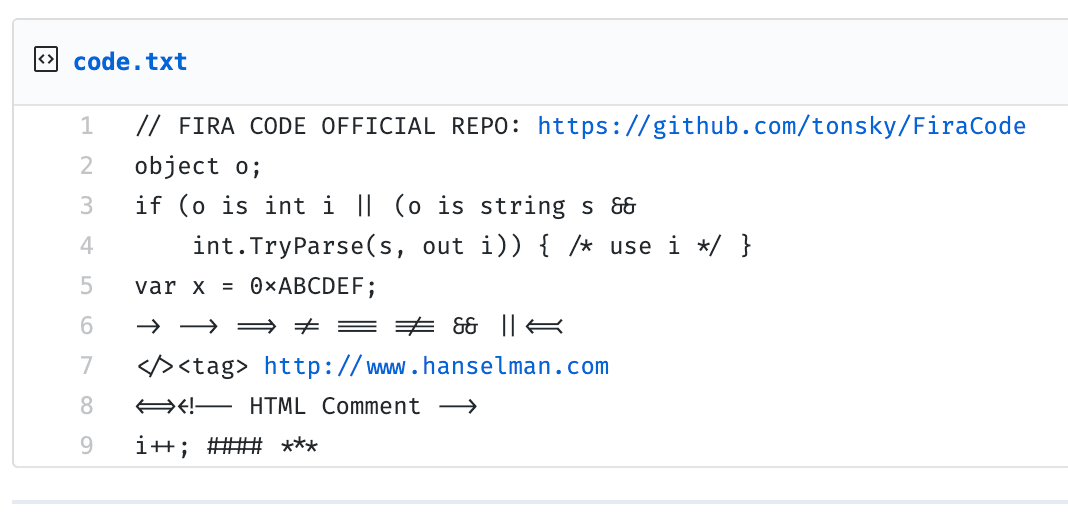 code.txt
1 // FIRA CODE OFFICIAL REPO: https://github.com/tonsky/FiraCode
2 object o;
3 if (o is int i || (o is string s &&
4     int.TryParse(s, out i)) { /* use i */ }
5 var x = 0xABCDEF;
6 -> --> ==> != === !== && ||<=<
7 </><tag> http://www.hanselman.com
8 <=><!-- HTML Comment -->
9 i++; #### ***